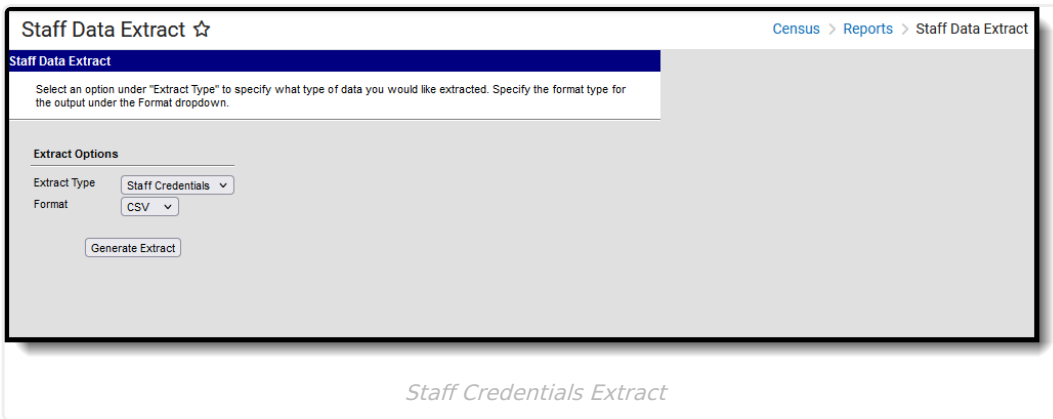 Staff Data Extract ☆
Census > Reports > Staff Data Extract
Staff Data Extract
Select an option under "Extract Type" to specify what type of data you would like extracted. Specify the format type for
the output under the Format dropdown.
Extract Options
Extract Type Staff Credentials
Format CSV
Generate Extract
Staff Credentials Extract